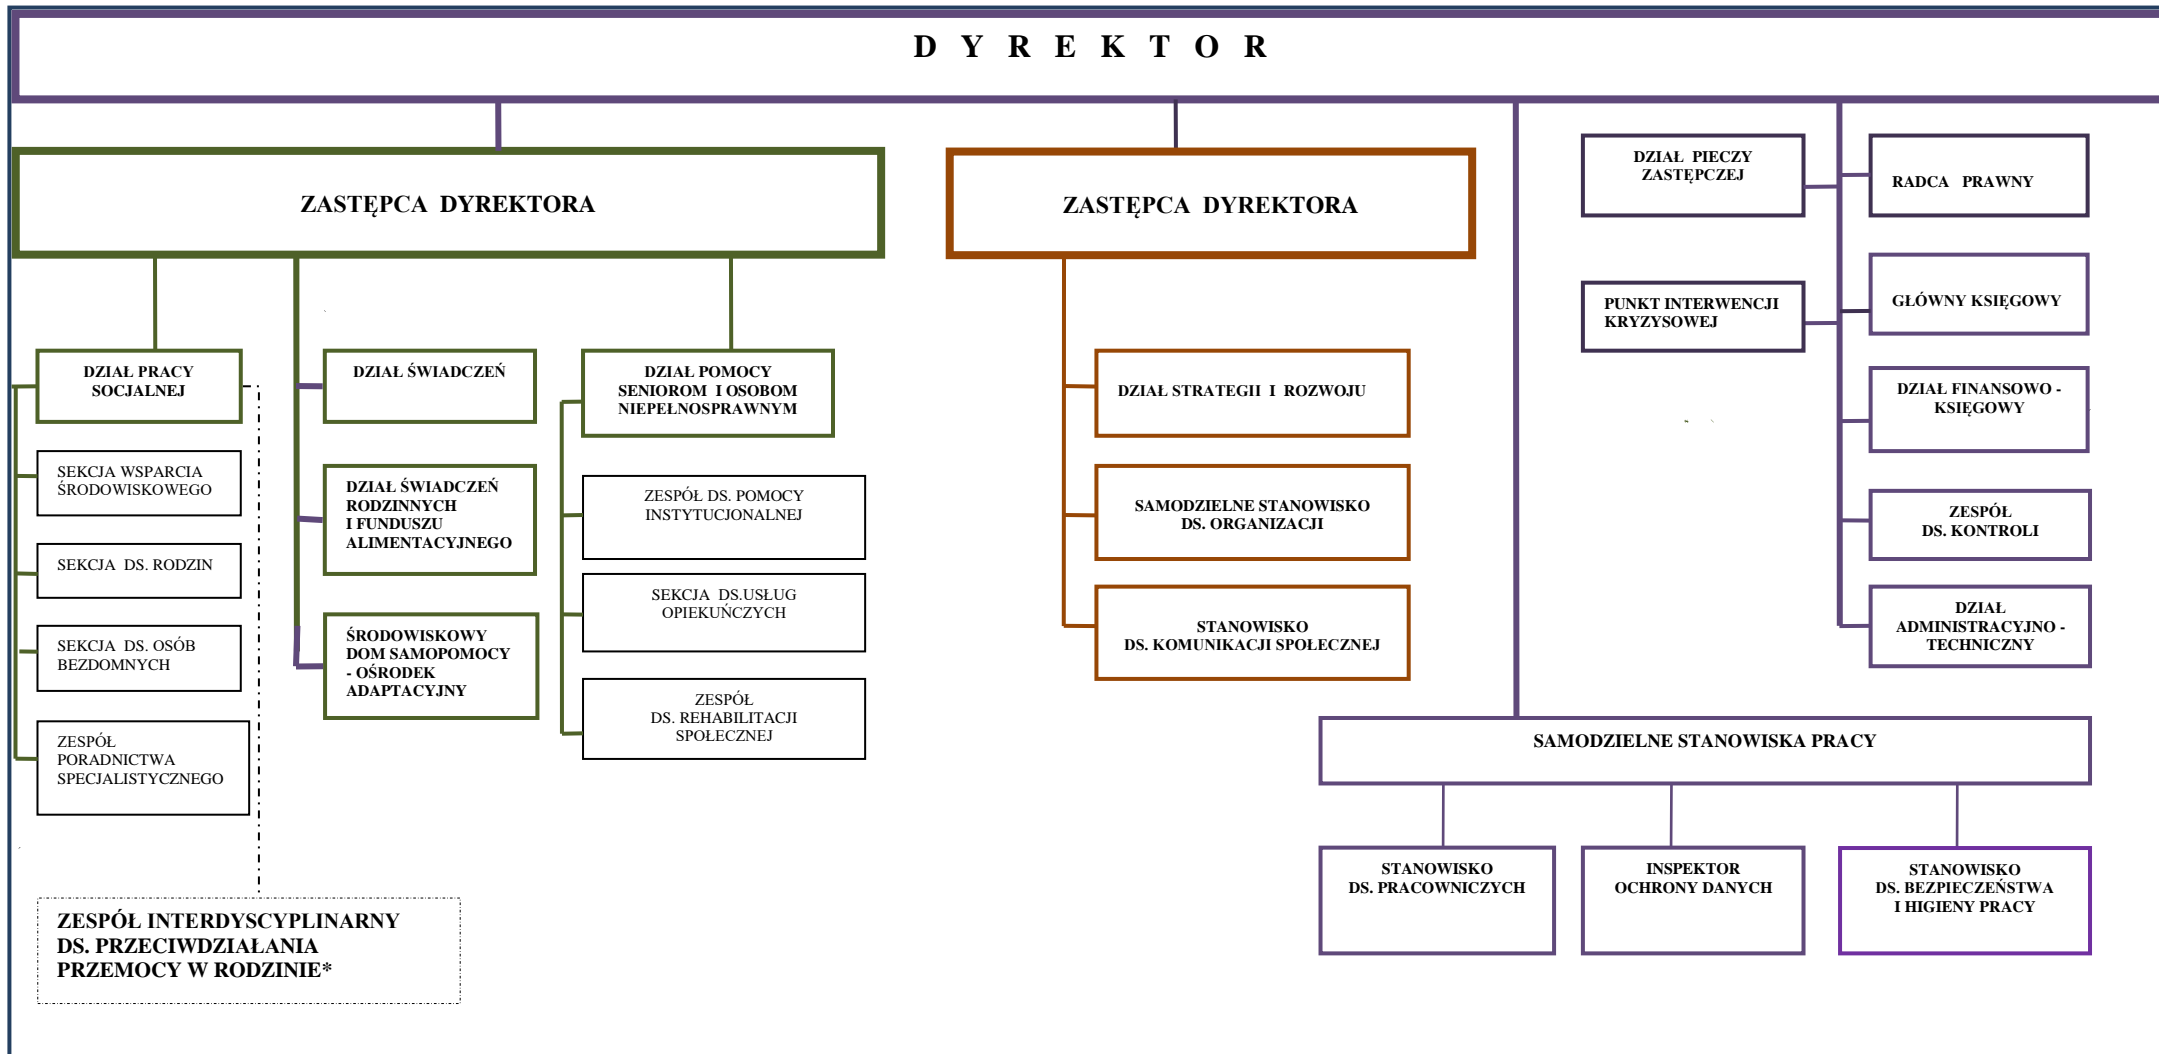 D Y R E K T O R
ZASTĘPCA DYREKTORA
ZASTĘPCA DYREKTORA
DZIAŁ PIECZY
ZASTĘPCZEJ
RADCA PRAWNY
PUNKT INTERWENCJI
KRYZYSOWEJ
GŁÓWNY KSIĘGOWY
DZIAŁ FINANSOWO -
KSIĘGOWY
ZESPÓŁ
DS. KONTROLI
DZIAŁ
ADMINISTRACYJNO -
TECHNICZNY
DZIAŁ PRACY
SOCJALNEJ
SEKCJA WSPARCIA
ŚRODOWISKOWEGO
SEKCJA DS. RODZIN
SEKCJA DS. OSÓB
BEZDOMNYCH
ZESPÓŁ
PORADNICTWA
SPECJALISTYCZNEGO
ZESPÓŁ INTERDYSCYPLINARNY
DS. PRZECIWDZIAŁANIA
PRZEMOCY W RODZINIE*
DZIAŁ ŚWIADCZEŃ
DZIAŁ ŚWIADCZEŃ
RODZINNYCH
I FUNDUSZU
ALIMENTACYJNEGO
ŚRODOWISKOWY
DOM SAMOPOMOCY
- OŚRODEK
ADAPTACYJNY
DZIAŁ POMOCY
SENIOROM I OSOBOM
NIEPEŁNOSPRAWNYM
ZESPÓŁ DS. POMOCY
INSTYTUCJONALNEJ
SEKCJA DS.USŁUG
OPIEKUŃCZYCH
ZESPÓŁ
DS. REHABILITACJI
SPOŁECZNEJ
DZIAŁ STRATEGII I ROZWOJU
SAMODZIELNE STANOWISKO
DS. ORGANIZACJI
STANOWISKO
DS. KOMUNIKACJI SPOŁECZNEJ
SAMODZIELNE STANOWISKA PRACY
STANOWISKO
DS. PRACOWNICZYCH
INSPEKTOR
OCHRONY DANYCH
STANOWISKO
DS. BEZPIECZEŃSTWA
I HIGIENY PRACY